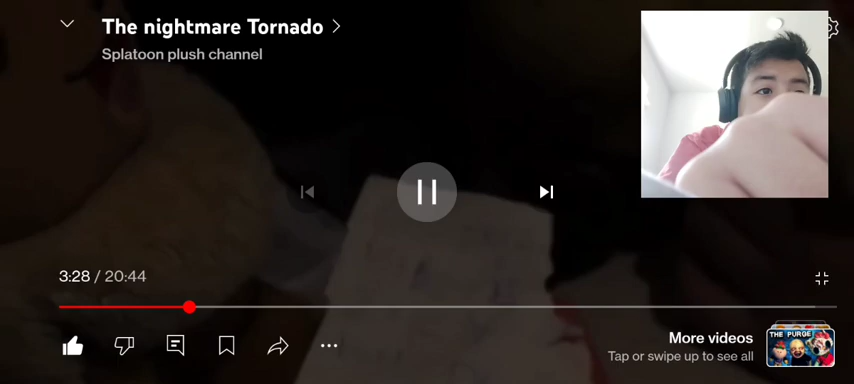 The nightmare Tornado
Splatoon plush channel
3:28 / 20:44
More videos
Tap or swipe up to see all
THE PURGE